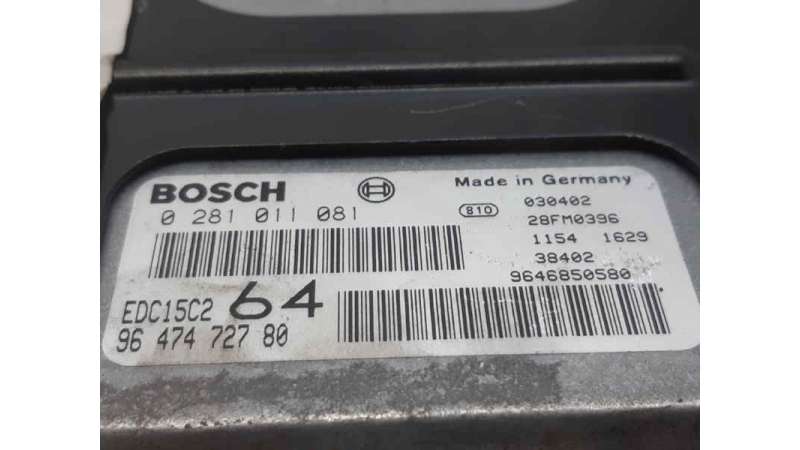 BOSCH
0 281 011 081
EDC15C2 64
96 474 727 80
Made in Germany
810 030402
28FM0396
1154 1629
38402
9646850580